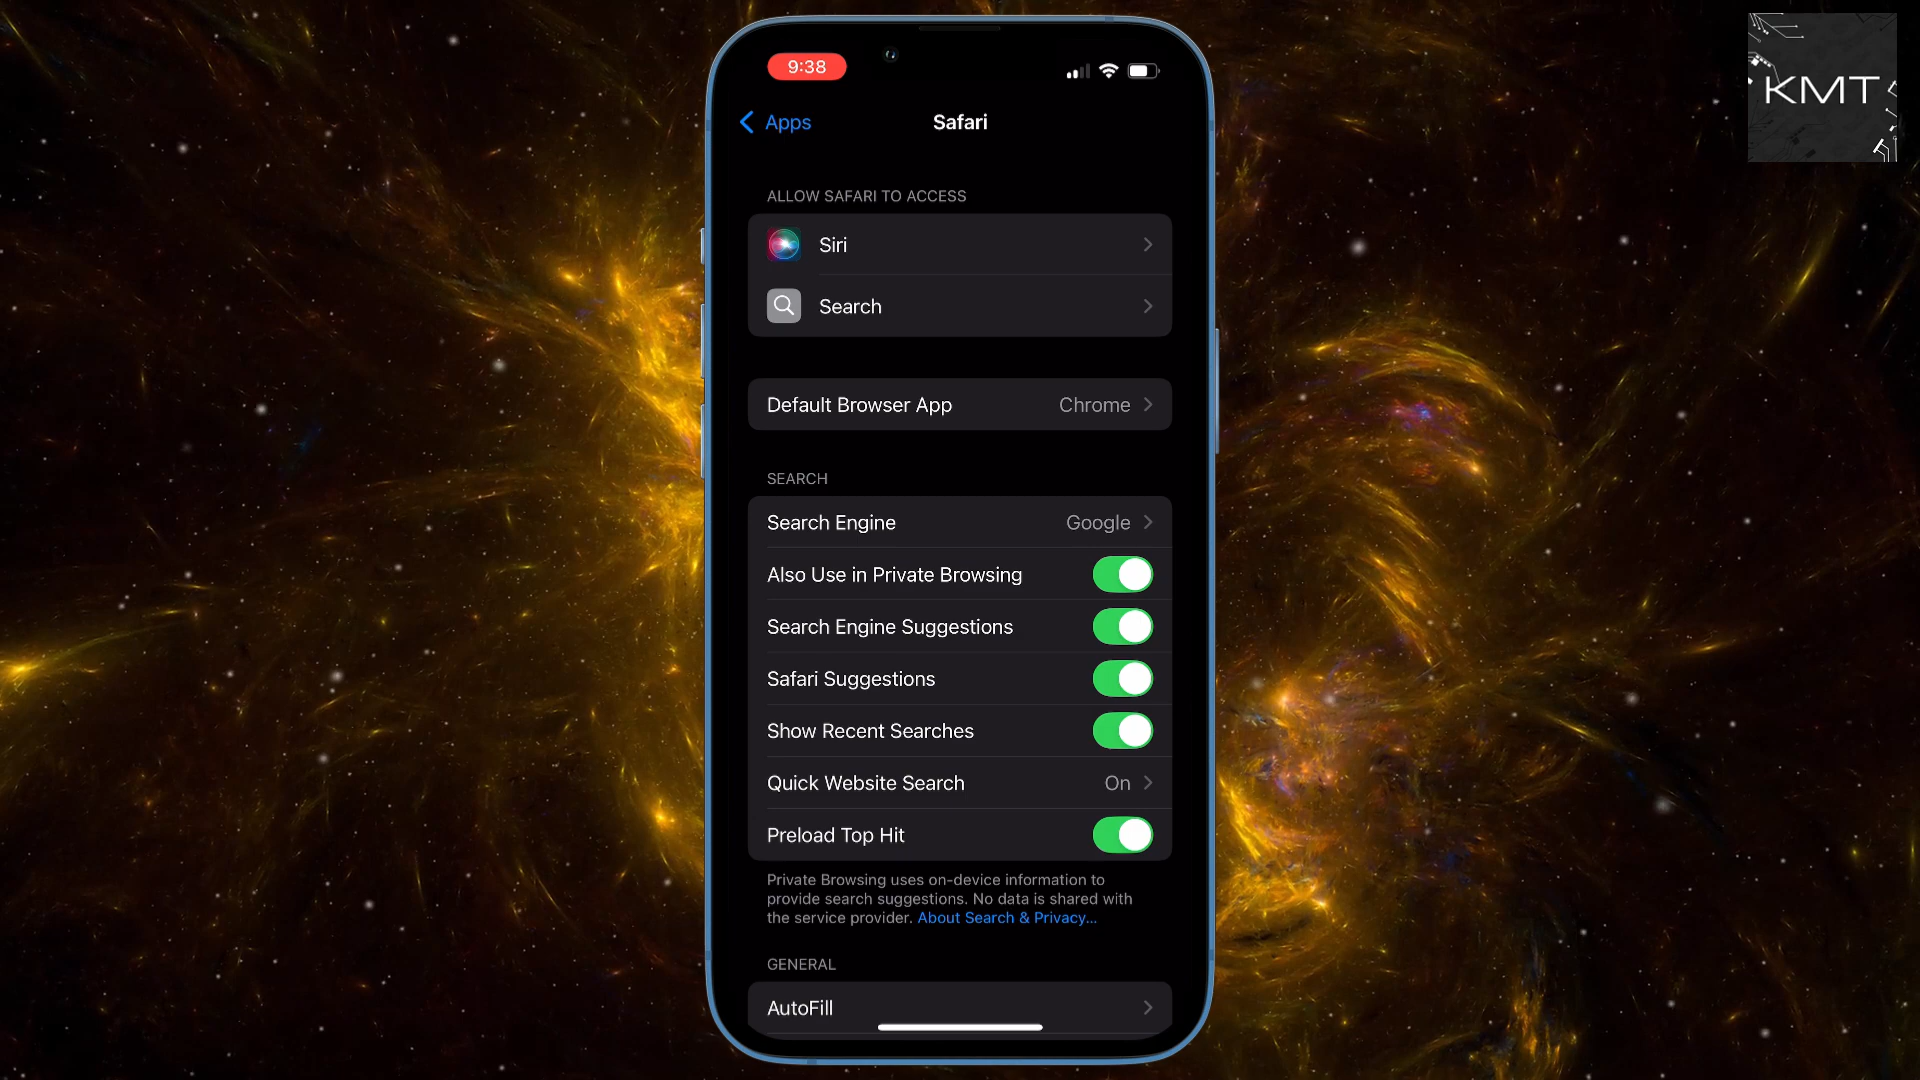 9:38
KMT
Apps
Safari
ALLOW SAFARI TO ACCESS
Siri
Search
Default Browser App Chrome
SEARCH
Search Engine Google
Also Use in Private Browsing
Search Engine Suggestions
Safari Suggestions
Show Recent Searches
Quick Website Search On
Preload Top Hit
Private Browsing uses on-device information to
provide search suggestions. No data is shared with
the service provider. About Search & Privacy...
GENERAL
AutoFill